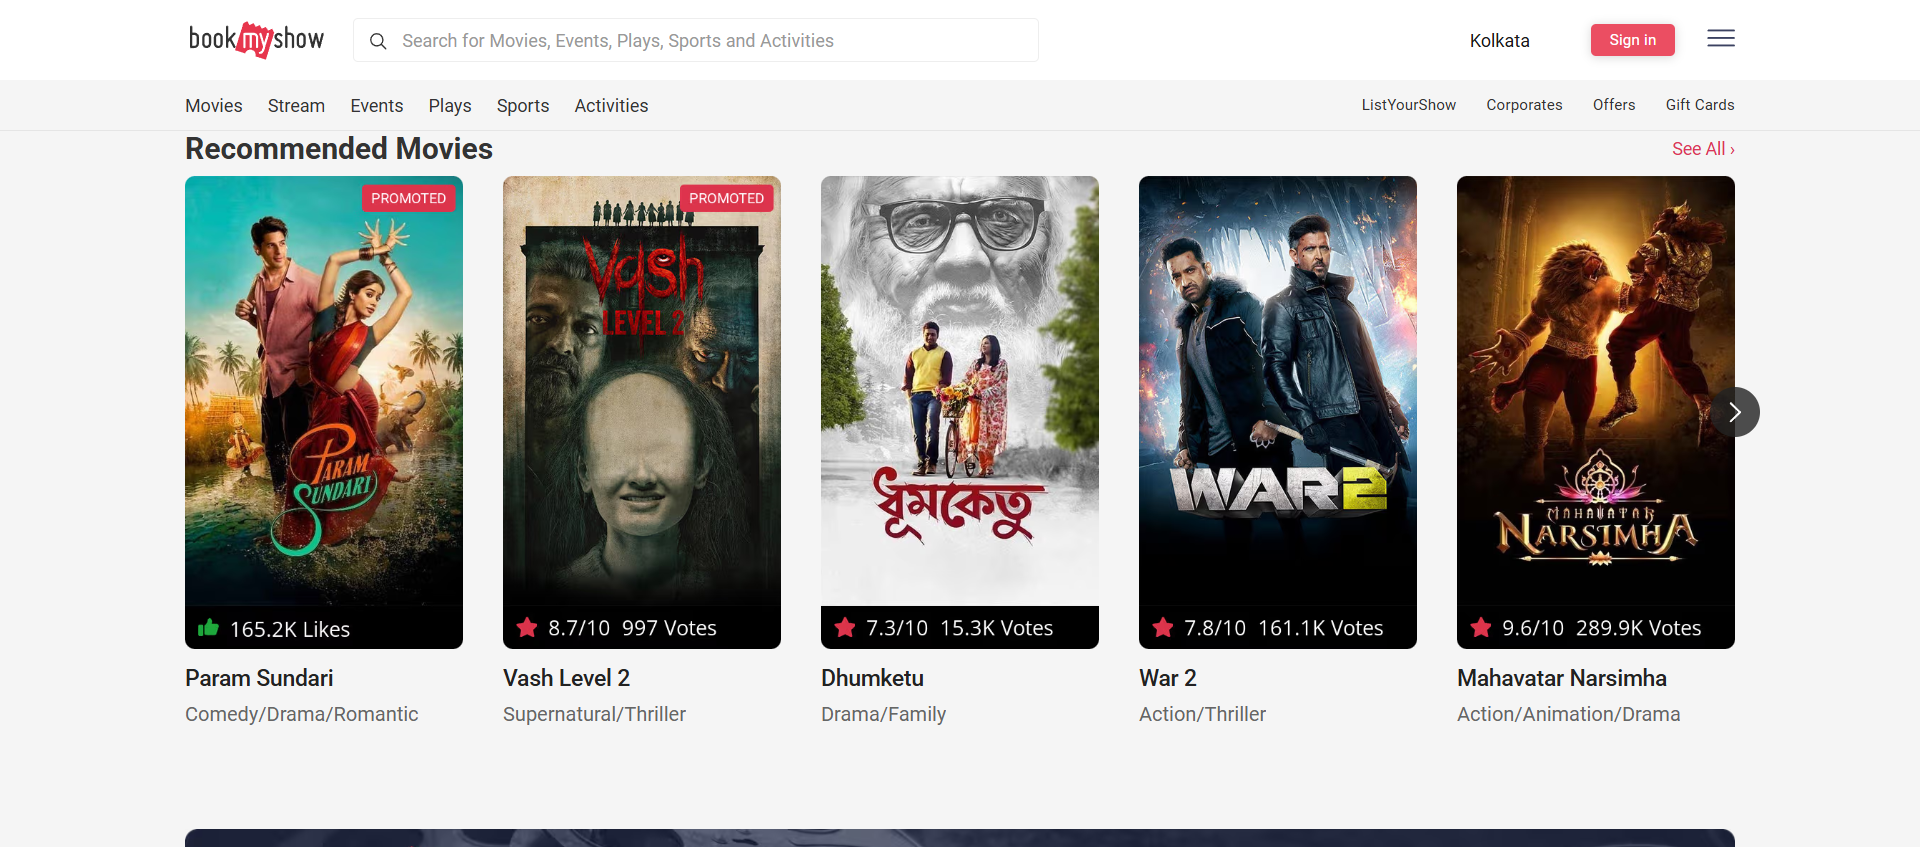 bookmyshow
Search for Movies, Events, Plays, Sports and Activities
Kolkata
Sign in
Movies Stream Events Plays Sports Activities
ListYourShow Corporates Offers Gift Cards
Recommended Movies
See All ›
PROMOTED
PARAM
SUNDARI
165.2K Likes
Param Sundari
Comedy/Drama/Romantic
PROMOTED
Vash
LEVEL 2
8.7/10 997 Votes
Vash Level 2
Supernatural/Thriller
ধূমকেতু
7.3/10 15.3K Votes
Dhumketu
Drama/Family
WAR2
7.8/10 161.1K Votes
War 2
Action/Thriller
MAHAVATAR
NARSIMHA
9.6/10 289.9K Votes
Mahavatar Narsimha
Action/Animation/Drama